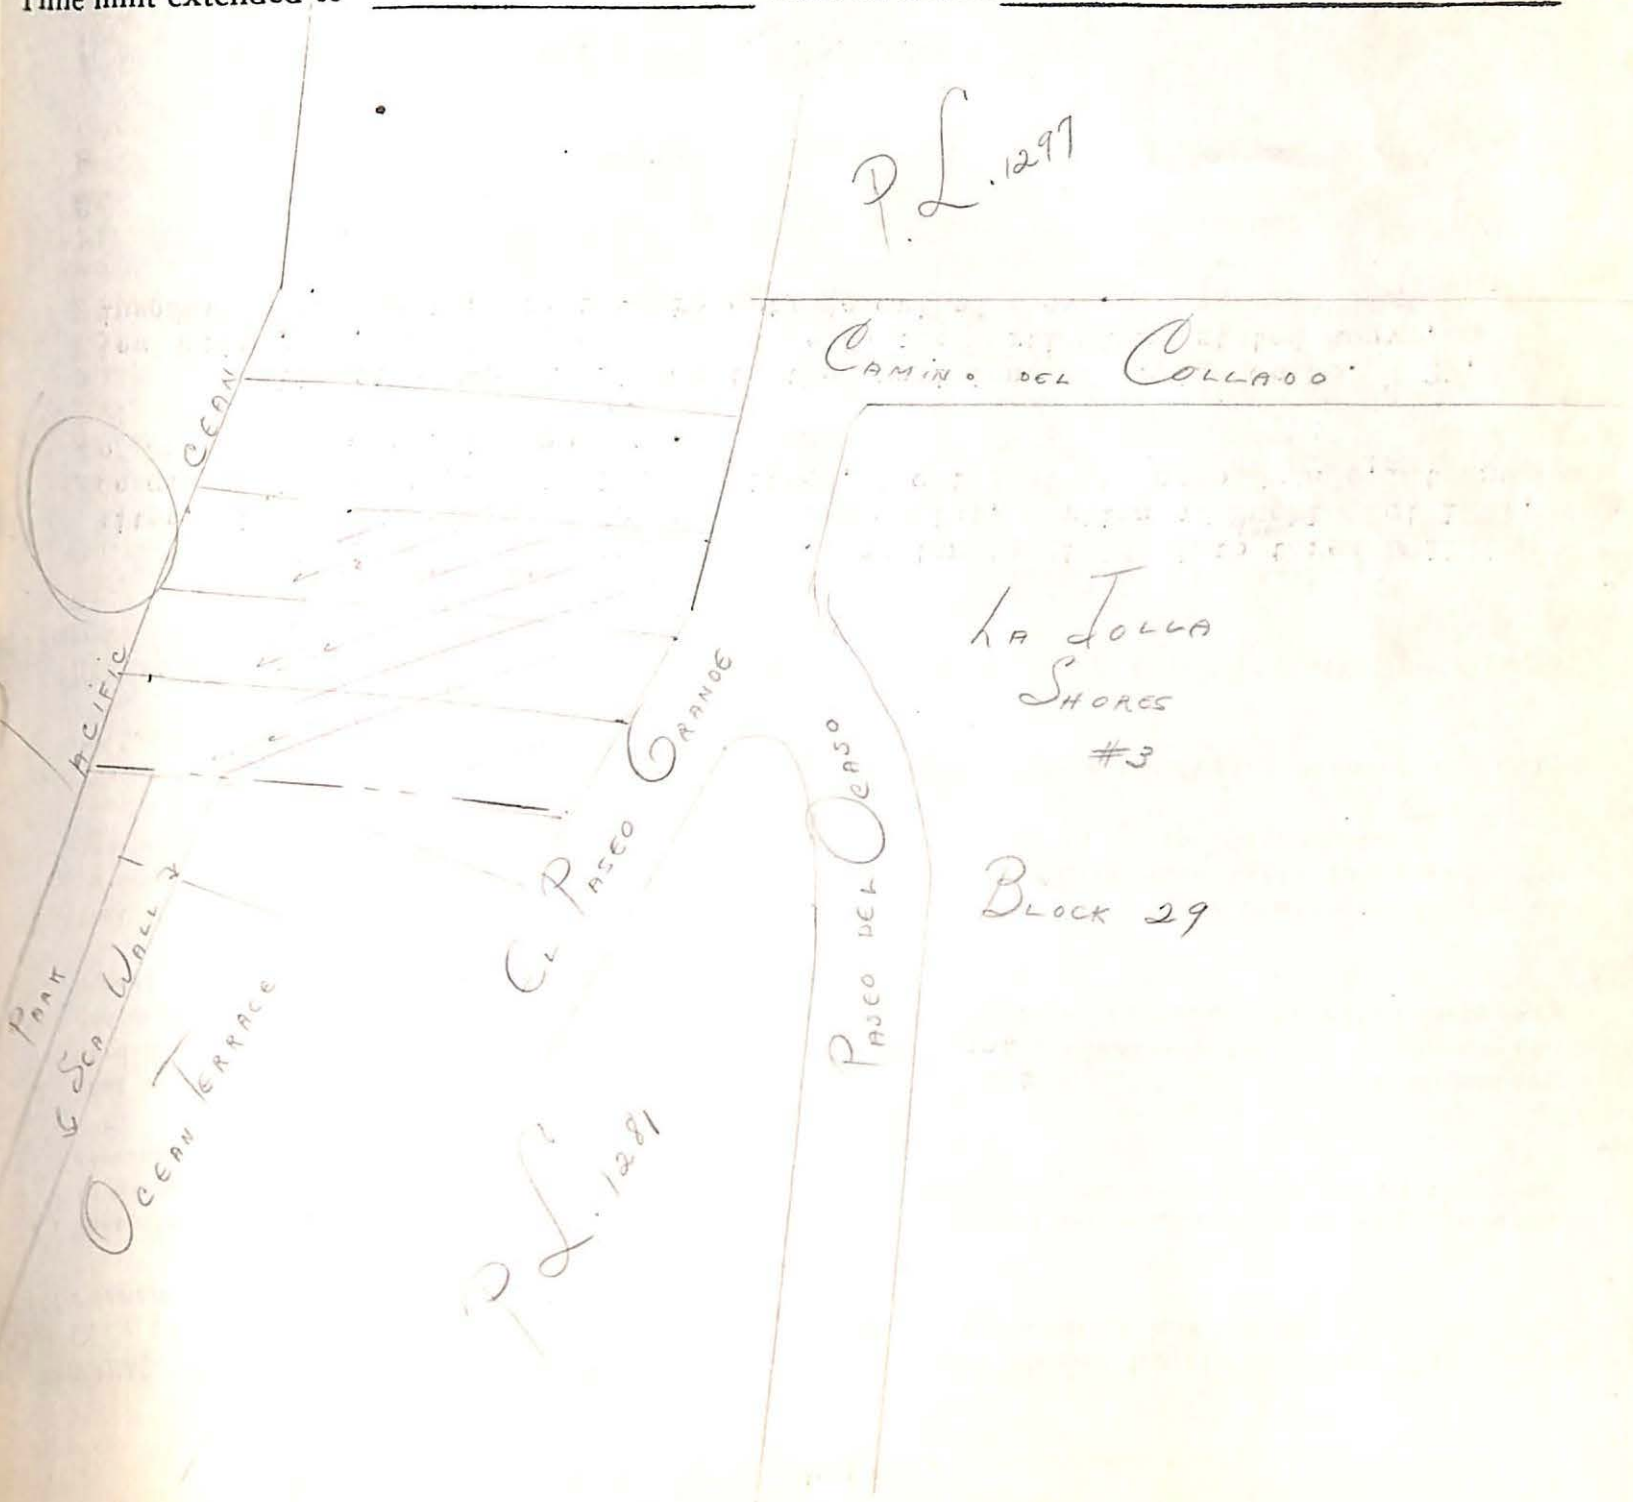 Time limit extended to
P.L. 1297
CAMINO DEL COLLADO
PACIFIC OCEAN
LA JOLLA
SHORES
#3
EL PASEO GRANDE
PASEO DEL OCASO
BLOCK 29
PARK
SEA WALL
OCEAN TERRACE
P.L. 1281